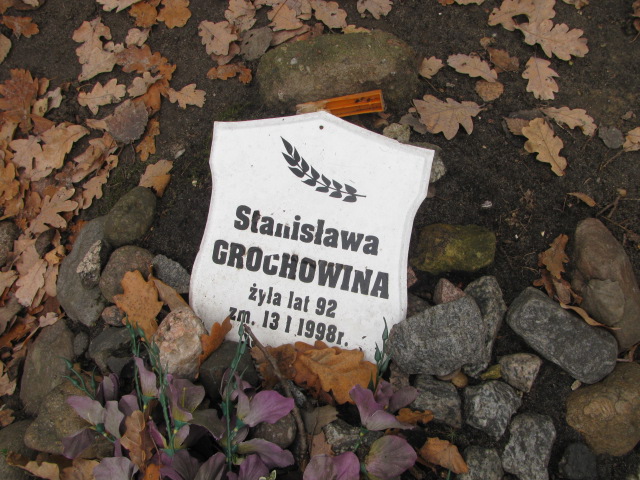 Stanisława
GROCHOWINA
żyła lat 92
zm. 13 I 1998r.